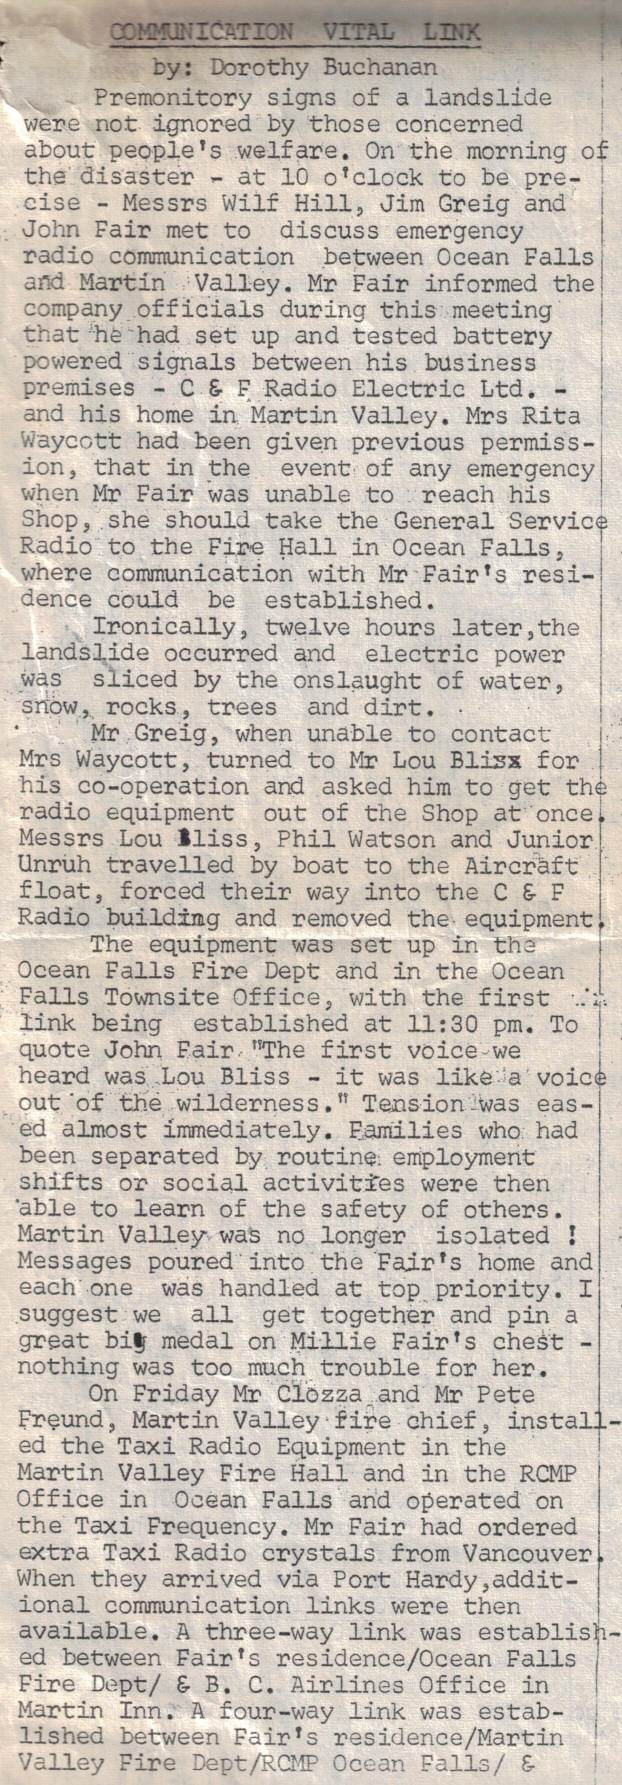 COMMUNICATION VITAL LINK
by: Dorothy Buchanan
Premonitory signs of a landslide
were not ignored by those concerned
about people's welfare. On the morning of
the disaster - at 10 o'clock to be pre-
cise - Messrs Wilf Hill, Jim Greig and
John Fair met to discuss emergency
radio communication between Ocean Falls
and Martin Valley. Mr Fair informed the
company officials during this meeting
that he had set up and tested battery
powered signals between his business
premises - C & F Radio Electric Ltd. -
and his home in Martin Valley. Mrs Rita
Waycott had been given previous permiss-
ion, that in the event of any emergency
when Mr Fair was unable to reach his
Shop, she should take the General Service
Radio to the Fire Hall in Ocean Falls,
where communication with Mr Fair's resi-
dence could be established.
Ironically, twelve hours later,the
landslide occurred and electric power
was sliced by the onslaught of water,
snow, rocks, trees and dirt.
Mr Greig, when unable to contact
Mrs Waycott, turned to Mr Lou Bliss for
his co-operation and asked him to get the
radio equipment out of the Shop at once.
Messrs Lou Bliss, Phil Watson and Junior
Unruh travelled by boat to the Aircraft
float, forced their way into the C & F
Radio building and removed the equipment.
The equipment was set up in the
Ocean Falls Fire Dept and in the Ocean
Falls Townsite Office, with the first
link being established at 11:30 pm. To
quote John Fair "The first voice we
heard was Lou Bliss - it was like a voice
out of the wilderness." Tension was eas-
ed almost immediately. Families who had
been separated by routine employment
shifts or social activities were then
able to learn of the safety of others.
Martin Valley was no longer isolated !
Messages poured into the Fair's home and
each one was handled at top priority. I
suggest we all get together and pin a
great big medal on Millie Fair's chest -
nothing was too much trouble for her.
On Friday Mr Clozza and Mr Pete
Freund, Martin Valley fire chief, install-
ed the Taxi Radio Equipment in the
Martin Valley Fire Hall and in the RCMP
Office in Ocean Falls and operated on
the Taxi Frequency. Mr Fair had ordered
extra Taxi Radio crystals from Vancouver.
When they arrived via Port Hardy,addit-
ional communication links were then
available. A three-way link was establish-
ed between Fair's residence/Ocean Falls
Fire Dept/ & B. C. Airlines Office in
Martin Inn. A four-way link was estab-
lished between Fair's residence/Martin
Valley Fire Dept/RCMP Ocean Falls/ &